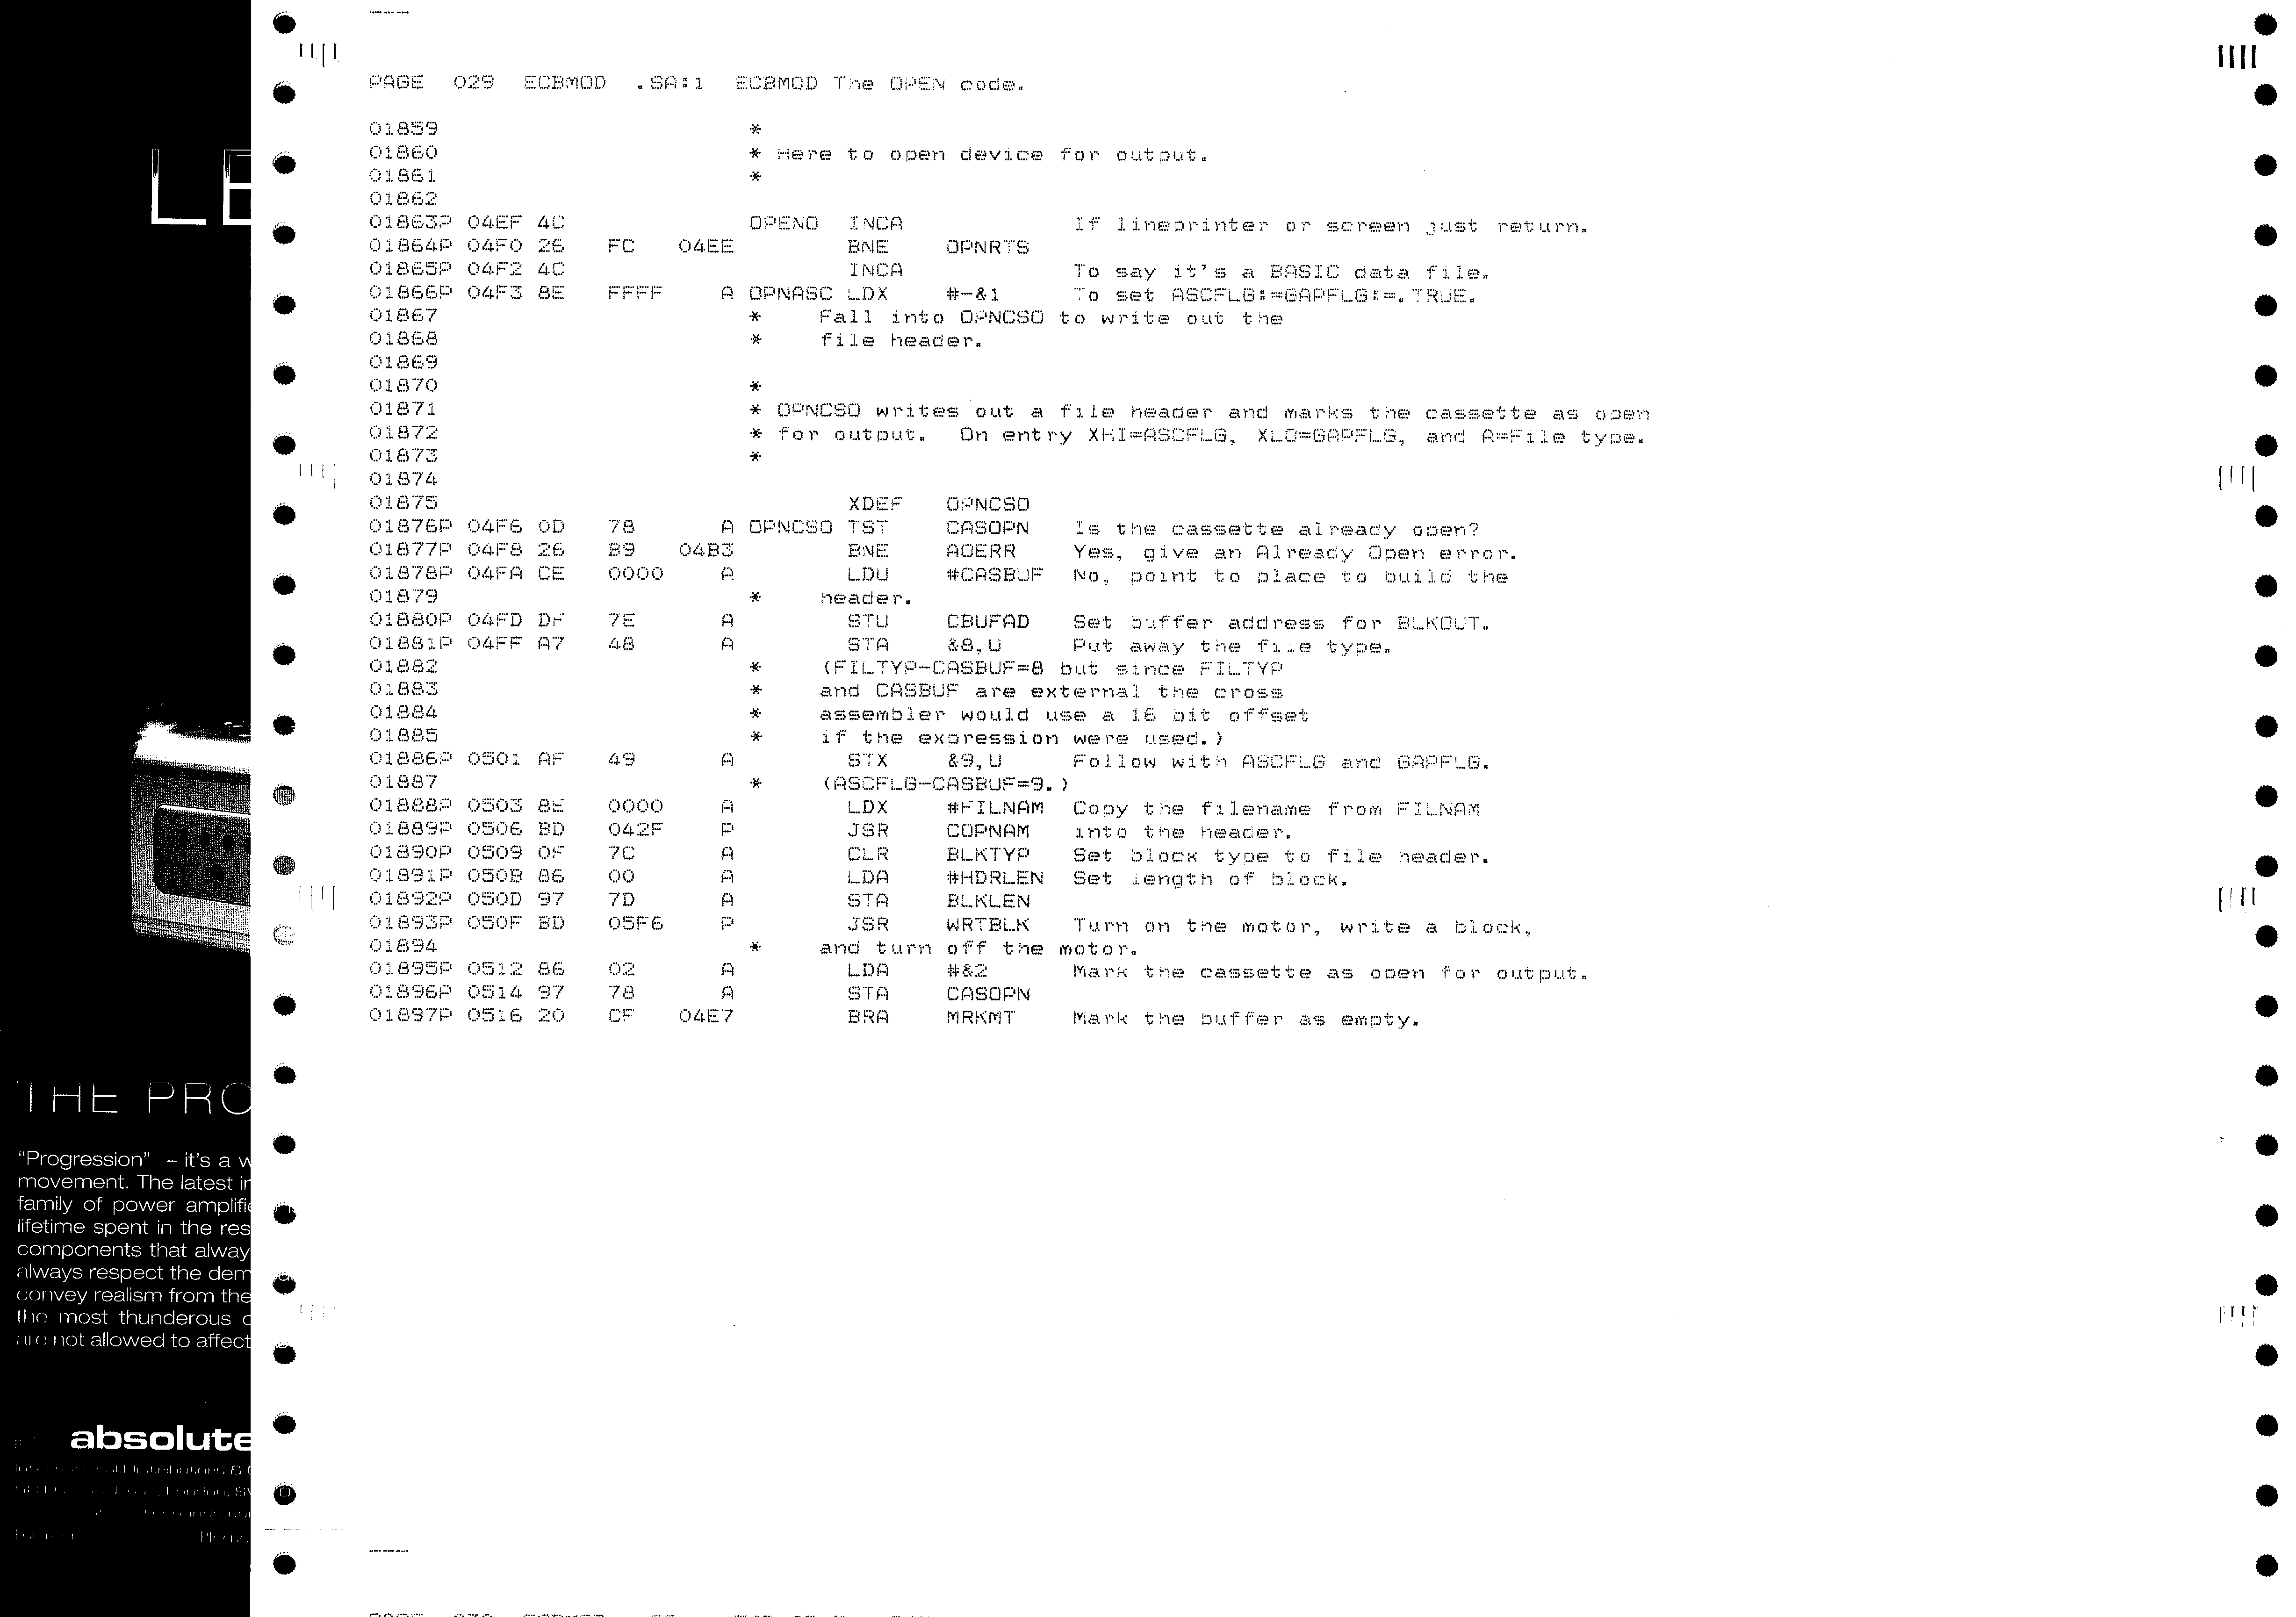 LE
THE PRO
“Progression” – it's a w
movement. The latest in
family of power amplifie
lifetime spent in the res
components that alway
always respect the dem
convey realism from the
the most thunderous c
are not allowed to affect
absolute
PAGE 029 ECBMOD .SA:1 ECBMOD The OPEN code.
01859 *
01860 * Here to open device for output.
01861 *
01862
01863P 04EF 4C OPENO INCA If lineprinter or screen just return.
01864P 04F0 26 FC 04EE BNE OPNRTS
01865P 04F2 4C INCA To say it's a BASIC data file.
01866P 04F3 8E FFFF A OPNASC LDX #-&1 To set ASCFLG:=GAPFLG:=.TRUE.
01867 * Fall into OPNCSO to write out the
01868 * file header.
01869
01870 *
01871 * OPNCSO writes out a file header and marks the cassette as open
01872 * for output. On entry XHI=ASCFLG, XLO=GAPFLG, and A=File type.
01873 *
01874
01875 XDEF OPNCSO
01876P 04F6 0D 78 A OPNCSO TST CASOPN Is the cassette already open?
01877P 04F8 26 B9 04B3 BNE AOERR Yes, give an Already Open error.
01878P 04FA CE 0000 A LDU #CASBUF No, point to place to build the
01879 * header.
01880P 04FD DF 7E A STU CBUFAD Set buffer address for BLKOUT.
01881P 04FF A7 48 A STA &8,U Put away the file type.
01882 * (FILTYP-CASBUF=8 but since FILTYP
01883 * and CASBUF are external the cross
01884 * assembler would use a 16 bit offset
01885 * if the expression were used.)
01886P 0501 AF 49 A STX &9,U Follow with ASCFLG and GAPFLG.
01887 * (ASCFLG-CASBUF=9.)
01888P 0503 8E 0000 A LDX #FILNAM Copy the filename from FILNAM
01889P 0506 BD 042F P JSR COPNAM into the header.
01890P 0509 0F 7C A CLR BLKTYP Set block type to file header.
01891P 050B 86 00 A LDA #HDRLEN Set length of block.
01892P 050D 97 7D A STA BLKLEN
01893P 050F BD 05F6 P JSR WRTBLK Turn on the motor, write a block,
01894 * and turn off the motor.
01895P 0512 86 02 A LDA #&2 Mark the cassette as open for output.
01896P 0514 97 78 A STA CASOPN
01897P 0516 20 CF 04E7 BRA MRKMT Mark the buffer as empty.